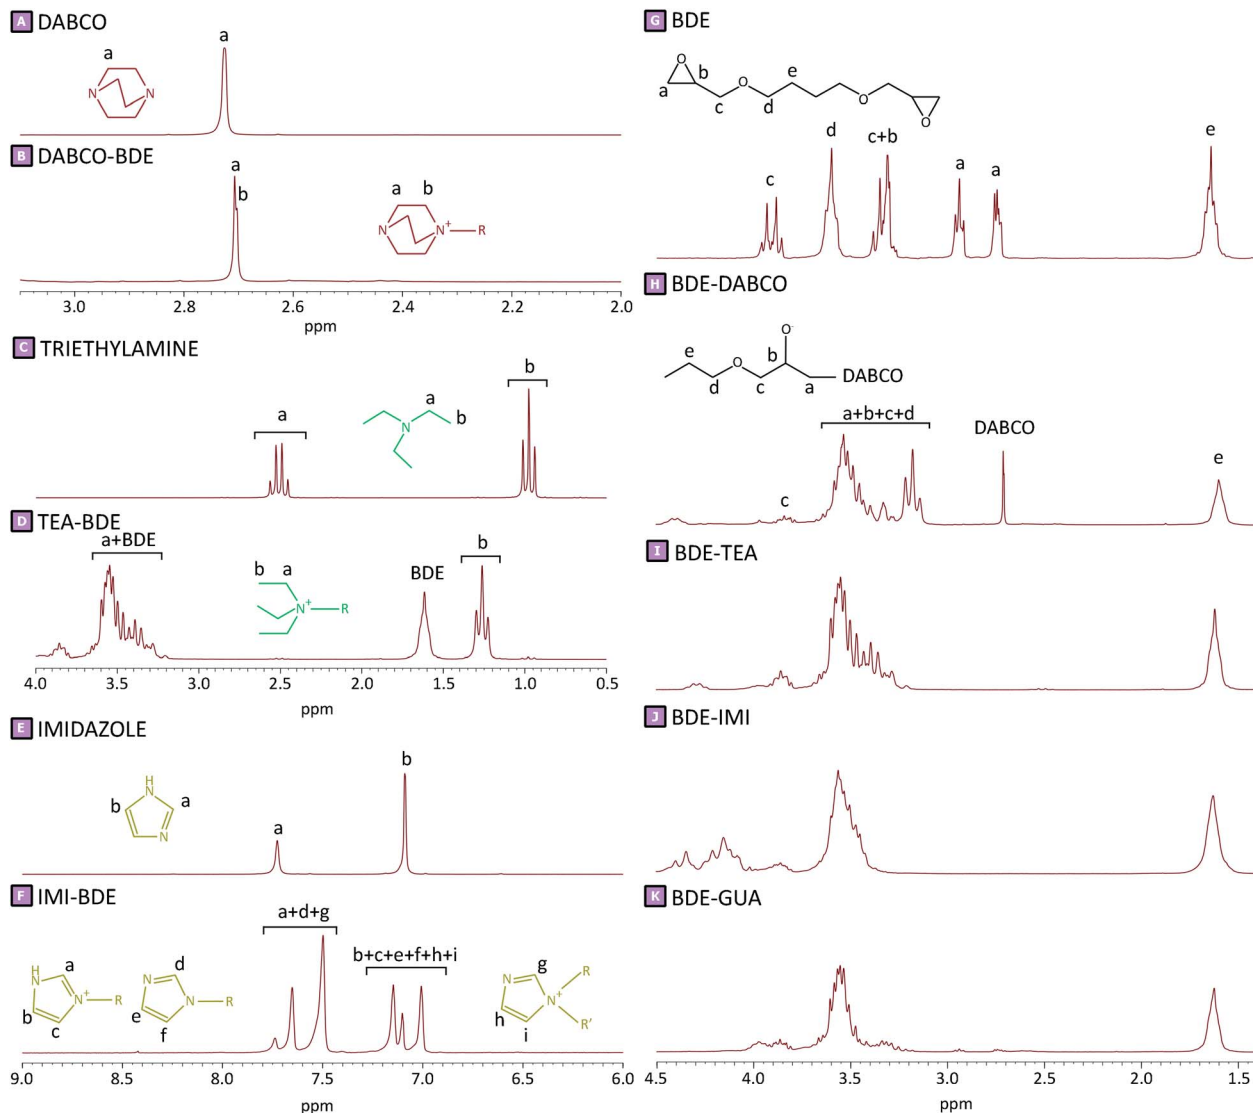 A DABCO
a
a
N
N
B DABCO-BDE
a
b
a
b
N
N+
R
3.0 2.8 2.6 2.4 2.2 2.0
ppm
C TRIETHYLAMINE
a
b
a
b
N
D TEA-BDE
a+BDE
b a
N+
R
BDE
b
4.0 3.5 3.0 2.5 2.0 1.5 1.0 0.5
ppm
E IMIDAZOLE
b
a
H
N
N
a
b
F IMI-BDE
a+d+g
b+c+e+f+h+i
H
N
a
N+
R
b
c
N
d
N
R
e
f
N
g
R
N+
R'
h
i
9.0 8.5 8.0 7.5 7.0 6.5 6.0
ppm
G BDE
O
b
a
c
O
d
e
O
O
c
d
c+b
a
a
e
H BDE-DABCO
O-
e
O
b
d
c
a
DABCO
a+b+c+d
c
DABCO
e
I BDE-TEA
J BDE-IMI
K BDE-GUA
4.5 3.5 2.5 2.0 1.5
ppm